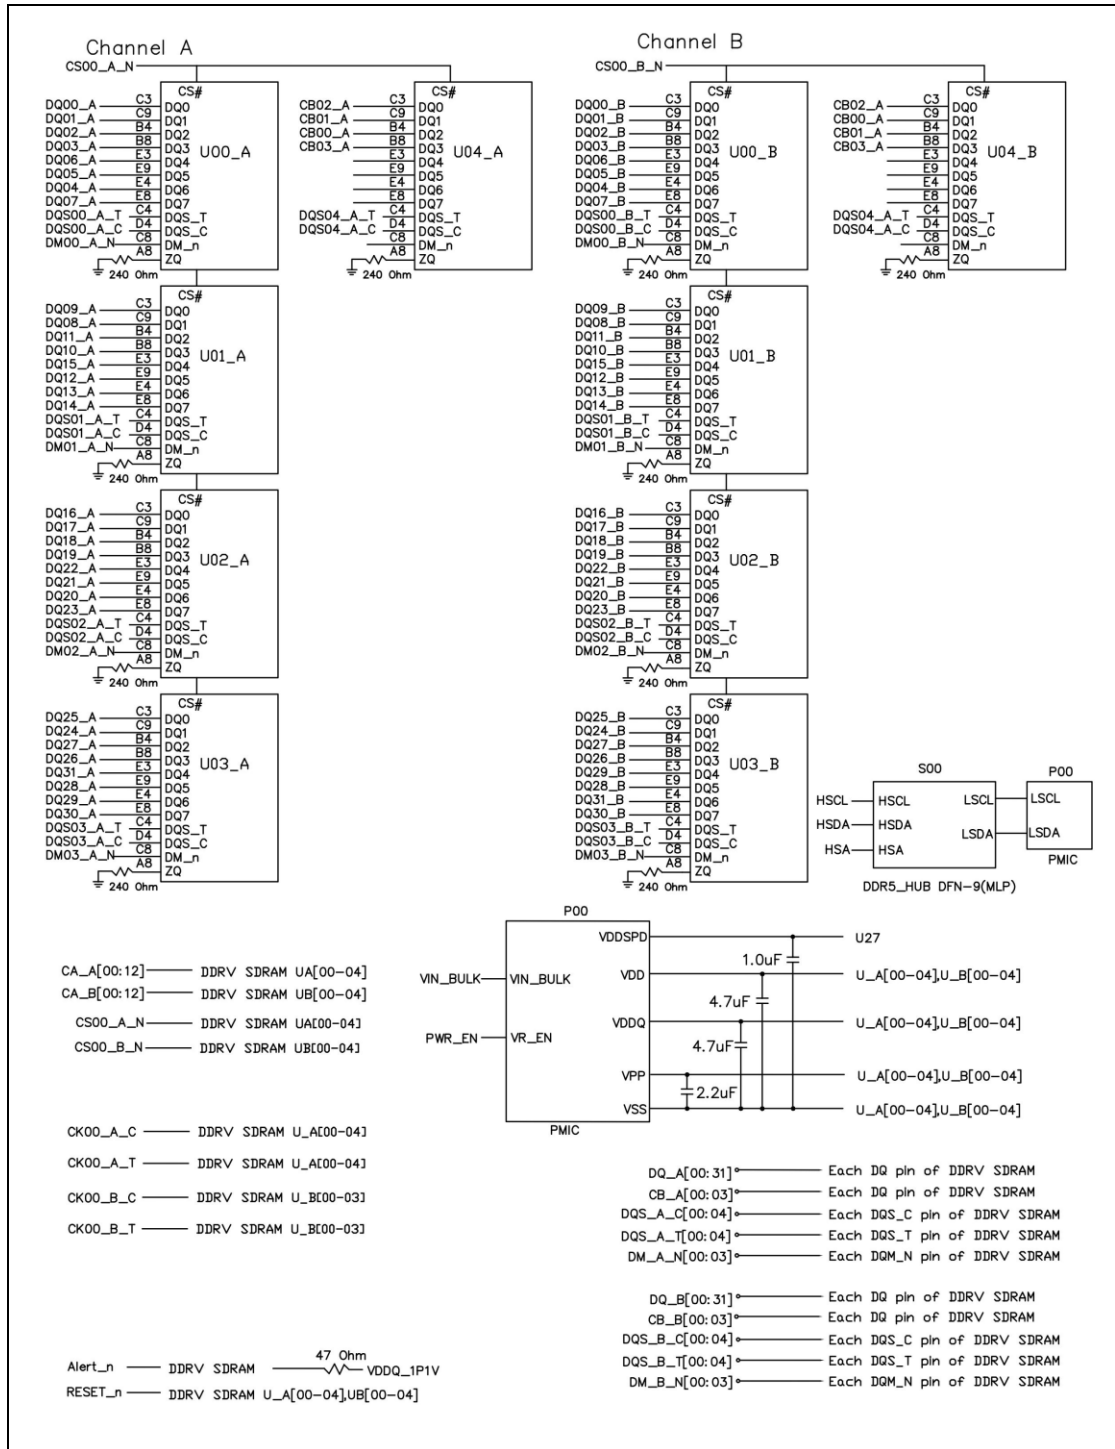 Channel A
CS00_A_N
CS#
DQ00_A C3 DQ0
DQ01_A C9 DQ1
DQ02_A B4 DQ2
DQ03_A B8 DQ3
DQ06_A E3 DQ4
DQ05_A E9 DQ5
DQ04_A E4 DQ6
DQ07_A E8 DQ7
DQS00_A_T C4 DQS_T
DQS00_A_C D4 DQS_C
DM00_A_N C8 DM_n
A8 ZQ
240 Ohm
U00_A
CS#
CB02_A C3 DQ0
CB01_A C9 DQ1
CB00_A B4 DQ2
CB03_A B8 DQ3
E3 DQ4
E9 DQ5
E4 DQ6
E8 DQ7
DQS04_A_T C4 DQS_T
DQS04_A_C D4 DQS_C
C8 DM_n
A8 ZQ
240 Ohm
U04_A
CS#
DQ09_A C3 DQ0
DQ08_A C9 DQ1
DQ11_A B4 DQ2
DQ10_A B8 DQ3
DQ15_A E3 DQ4
DQ12_A E9 DQ5
DQ13_A E4 DQ6
DQ14_A E8 DQ7
DQS01_A_T C4 DQS_T
DQS01_A_C D4 DQS_C
DM01_A_N C8 DM_n
A8 ZQ
240 Ohm
U01_A
CS#
DQ16_A C3 DQ0
DQ17_A C9 DQ1
DQ18_A B4 DQ2
DQ19_A B8 DQ3
DQ22_A E3 DQ4
DQ21_A E9 DQ5
DQ20_A E4 DQ6
DQ23_A E8 DQ7
DQS02_A_T C4 DQS_T
DQS02_A_C D4 DQS_C
DM02_A_N C8 DM_n
A8 ZQ
240 Ohm
U02_A
CS#
DQ25_A C3 DQ0
DQ24_A C9 DQ1
DQ27_A B4 DQ2
DQ26_A B8 DQ3
DQ31_A E3 DQ4
DQ28_A E9 DQ5
DQ29_A E4 DQ6
DQ30_A E8 DQ7
DQS03_A_T C4 DQS_T
DQS03_A_C D4 DQS_C
DM03_A_N C8 DM_n
A8 ZQ
240 Ohm
U03_A
Channel B
CS00_B_N
CS#
DQ00_B C3 DQ0
DQ01_B C9 DQ1
DQ02_B B4 DQ2
DQ03_B B8 DQ3
DQ06_B E3 DQ4
DQ05_B E9 DQ5
DQ04_B E4 DQ6
DQ07_B E8 DQ7
DQS00_B_T C4 DQS_T
DQS00_B_C D4 DQS_C
DM00_B_N C8 DM_n
A8 ZQ
240 Ohm
U00_B
CS#
CB02_A C3 DQ0
CB00_A C9 DQ1
CB01_A B4 DQ2
CB03_A B8 DQ3
E3 DQ4
E9 DQ5
E4 DQ6
E8 DQ7
DQS04_A_T C4 DQS_T
DQS04_A_C D4 DQS_C
C8 DM_n
A8 ZQ
240 Ohm
U04_B
CS#
DQ09_B C3 DQ0
DQ08_B C9 DQ1
DQ11_B B4 DQ2
DQ10_B B8 DQ3
DQ15_B E3 DQ4
DQ12_B E9 DQ5
DQ13_B E4 DQ6
DQ14_B E8 DQ7
DQS01_B_T C4 DQS_T
DQS01_B_C D4 DQS_C
DM01_B_N C8 DM_n
A8 ZQ
240 Ohm
U01_B
CS#
DQ16_B C3 DQ0
DQ17_B C9 DQ1
DQ18_B B4 DQ2
DQ19_B B8 DQ3
DQ22_B E3 DQ4
DQ21_B E9 DQ5
DQ20_B E4 DQ6
DQ23_B E8 DQ7
DQS02_B_T C4 DQS_T
DQS02_B_C D4 DQS_C
DM02_B_N C8 DM_n
A8 ZQ
240 Ohm
U02_B
CS#
DQ25_B C3 DQ0
DQ24_B C9 DQ1
DQ27_B B4 DQ2
DQ26_B B8 DQ3
DQ29_B E3 DQ4
DQ28_B E9 DQ5
DQ31_B E4 DQ6
DQ30_B E8 DQ7
DQS03_B_T C4 DQS_T
DQS03_B_C D4 DQS_C
DM03_B_N C8 DM_n
A8 ZQ
240 Ohm
U03_B
S00 P00
HSCL HSCL LSCL LSCL
HSDA HSDA LSDA LSDA
HSA HSA
PMIC
DDR5_HUB DFN-9(MLP)
P00
VDDSPD U27
1.0uF
VIN_BULK VIN_BULK VDD U_A[00-04],U_B[00-04]
4.7uF
VDDQ U_A[00-04],U_B[00-04]
PWR_EN VR_EN 4.7uF
VPP U_A[00-04],U_B[00-04]
2.2uF
VSS U_A[00-04],U_B[00-04]
PMIC
CA_A[00:12] DDRV SDRAM UA[00-04]
CA_B[00:12] DDRV SDRAM UB[00-04]
CS00_A_N DDRV SDRAM UA[00-04]
CS00_B_N DDRV SDRAM UB[00-04]
CK00_A_C DDRV SDRAM U_A[00-04]
CK00_A_T DDRV SDRAM U_A[00-04]
CK00_B_C DDRV SDRAM U_B[00-03]
CK00_B_T DDRV SDRAM U_B[00-03]
DQ_A[00:31] Each DQ pin of DDRV SDRAM
CB_A[00:03] Each DQ pin of DDRV SDRAM
DQS_A_C[00:04] Each DQS_C pin of DDRV SDRAM
DQS_A_T[00:04] Each DQS_T pin of DDRV SDRAM
DM_A_N[00:03] Each DQM_N pin of DDRV SDRAM
DQ_B[00:31] Each DQ pin of DDRV SDRAM
CB_B[00:03] Each DQ pin of DDRV SDRAM
DQS_B_C[00:04] Each DQS_C pin of DDRV SDRAM
DQS_B_T[00:04] Each DQS_T pin of DDRV SDRAM
DM_B_N[00:03] Each DQM_N pin of DDRV SDRAM
47 Ohm
Alert_n DDRV SDRAM VDDQ_1P1V
RESET_n DDRV SDRAM U_A[00-04],UB[00-04]